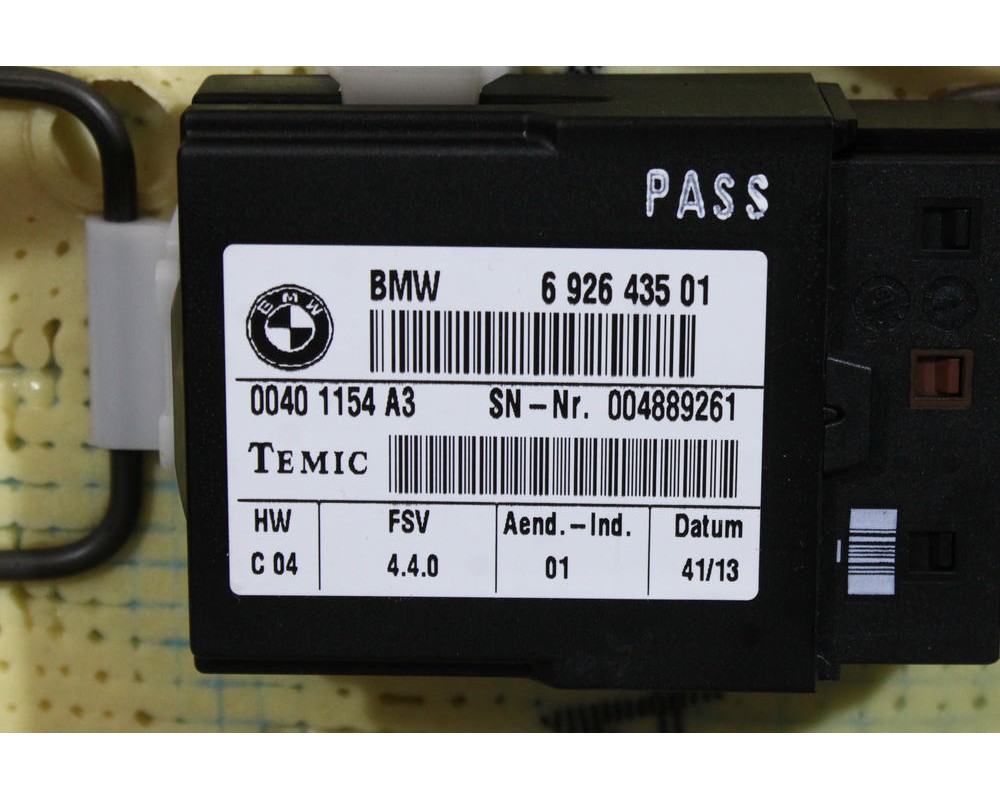 PASS
BMW
BMW 6 926 435 01
0040 1154 A3 SN-Nr. 004889261
TEMIC
HW FSV Aend.-Ind. Datum
C 04 4.4.0 01 41/13